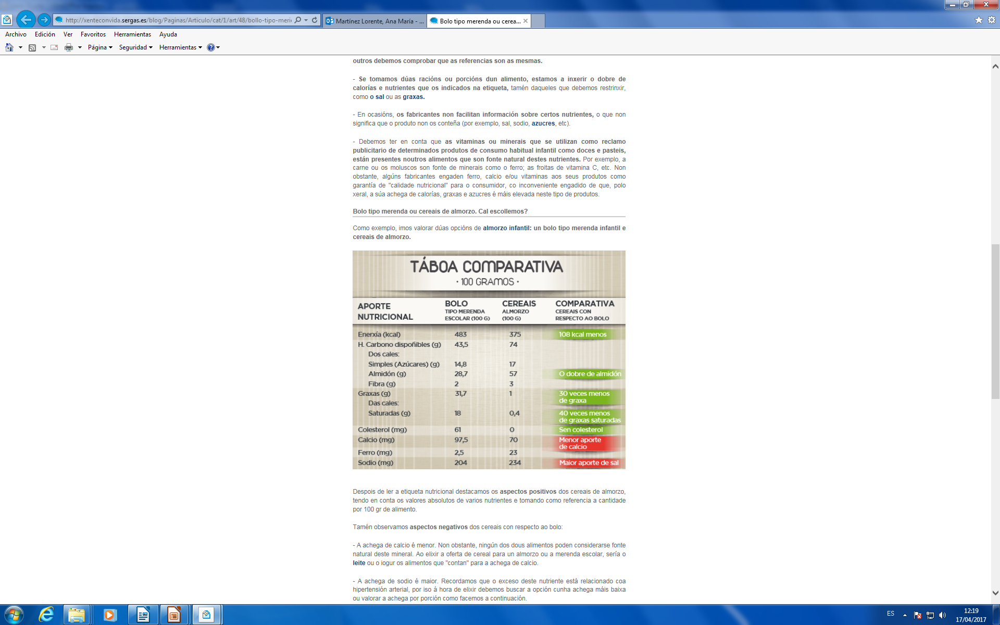 http://xenteconvida.sergas.es/blog/Paginas/Articulo/cat/1/art/48/bollo-tipo-meri
Martínez Lorente, Ana María - ...
Bolo tipo merenda ou cerea...
Archivo Edición Ver Favoritos Herramientas Ayuda
Página Seguridad Herramientas
outros debemos comprobar que as referencias son as mesmas.
- Se tomamos dúas racións ou porcións dun alimento, estamos a inxerir o dobre de
calorías e nutrientes que os indicados na etiqueta, tamén daqueles que debemos restrinxir,
como o sal ou as graxas.
- En ocasións, os fabricantes non facilitan información sobre certos nutrientes, o que non
significa que o produto non os conteña (por exemplo, sal, sodio, azucres, etc).
- Debemos ter en conta que as vitaminas ou minerais que se utilizan como reclamo
publicitario de determinados produtos de consumo habitual infantil como doces e pasteis,
están presentes noutros alimentos que son fonte natural destes nutrientes. Por exemplo, a
carne ou os moluscos son fonte de minerais como o ferro; as froitas de vitamina C, etc. Non
obstante, algúns fabricantes engaden ferro, calcio e/ou vitaminas aos seus produtos como
garantía de "calidade nutricional" para o consumidor, co inconveniente engadido de que, polo
xeral, a súa achega de calorías, graxas e azucres é máis elevada neste tipo de produtos.
Bolo tipo merenda ou cereais de almorzo. Cal escollemos?
Como exemplo, imos valorar dúas opcións de almorzo infantil: un bolo tipo merenda infantil e
cereais de almorzo.
TÁBOA COMPARATIVA
· 100 GRAMOS ·
APORTE NUTRICIONAL
BOLO TIPO MERENDA ESCOLAR (100 G)
CEREAIS ALMORZO (100 G)
COMPARATIVA CEREAIS CON RESPECTO AO BOLO
Enerxía (kcal) 483 375 108 kcal menos
H. Carbono dispoñibles (g) 43,5 74
Dos cales:
Simples (Azúcares) (g) 14,8 17
Almidón (g) 28,7 57 O dobre de almidón
Fibra (g) 2 3
Graxas (g) 31,7 1 30 veces menos de graxa
Das cales:
Saturadas (g) 18 0,4 40 veces menos de graxas saturadas
Colesterol (mg) 61 0 Sen colesterol
Calcio (mg) 97,5 70 Menor aporte de calcio
Ferro (mg) 2,5 23
Sodio (mg) 204 234 Maior aporte de sal
Despois de ler a etiqueta nutricional destacamos os aspectos positivos dos cereais de almorzo,
tendo en conta os valores absolutos de varios nutrientes e tomando como referencia a cantidade
por 100 gr de alimento.
Tamén observamos aspectos negativos dos cereais con respecto ao bolo:
- A achega de calcio é menor. Non obstante, ningún dos dous alimentos poden considerarse fonte
natural deste mineral. Ao elixir a oferta de cereal para un almorzo ou a merenda escolar, sería o
leite ou o iogur os alimentos que "contan" para a achega de calcio.
- A achega de sodio é maior. Recordamos que o exceso deste nutriente está relacionado coa
hipertensión arterial, por iso á hora de elixir debemos buscar a opción cunha achega máis baixa
ou valorar a achega por porción como facemos a continuación.
ES
12:19
17/04/2017